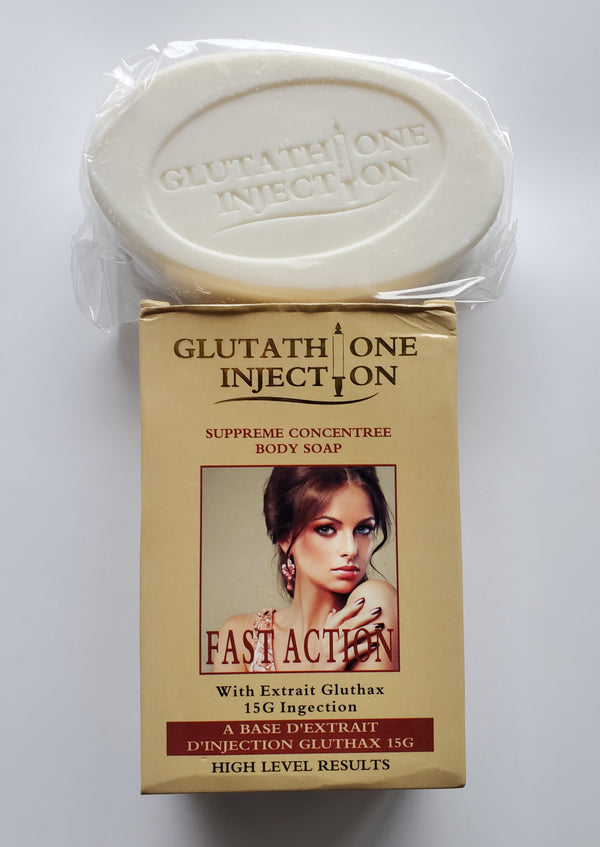 GLUTATHIONE
INJECTION
GLUTATHIONE
INJECTION
SUPPREME CONCENTREE
BODY SOAP
FAST ACTION
With Extrait Gluthax
15G Ingection
A BASE D'EXTRAIT
D'INJECTION GLUTHAX 15G
HIGH LEVEL RESULTS